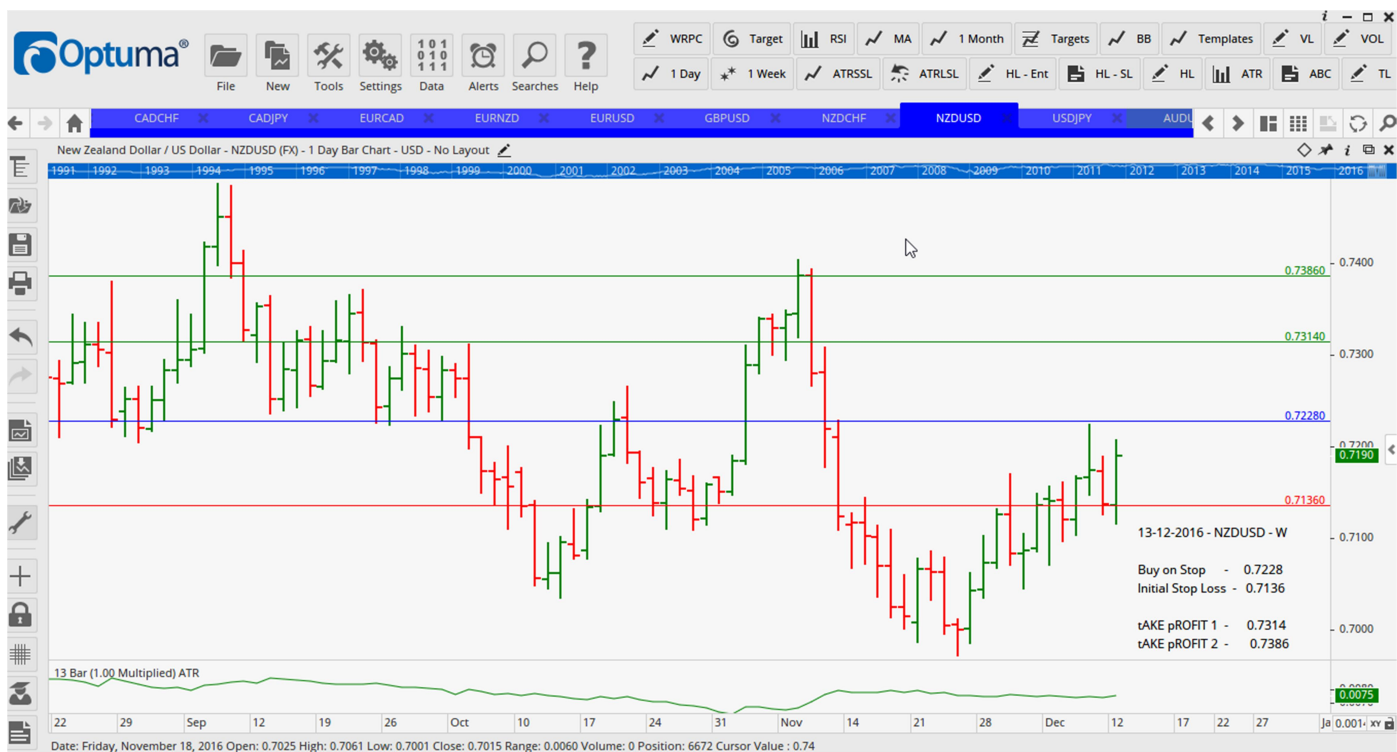 i
Optuma®
File New Tools Settings Data Alerts Searches Help
101
010
111
WRPC Target RSI MA 1 Month Targets BB Templates VL VOL
1 Day 1 Week ATRSSL ATRLSL HL - Ent HL - SL HL ATR ABC TL
CADCHF CADJPY EURCAD EURNZD EURUSD GBPUSD NZDCHF NZDUSD USDJPY AUDU
New Zealand Dollar / US Dollar - NZDUSD (FX) - 1 Day Bar Chart - USD - No Layout
i
1991 1992 1993 1994 1995 1996 1997 1998 1999 2000 2001 2002 2003 2004 2005 2006 2007 2008 2009 2010 2011 2012 2013 2014 2015 2016
0.7400
0.73860
0.73140
0.7300
0.72280
0.7200
0.7190
0.71360
13-12-2016 - NZDUSD - W
0.7100
Buy on Stop - 0.7228
Initial Stop Loss - 0.7136
tAKE pROFIT 1 - 0.7314
0.7000
tAKE pROFIT 2 - 0.7386
13 Bar (1.00 Multiplied) ATR
0.0075
22 29 Sep 12 19 26 Oct 10 17 24 31 Nov 14 21 28 Dec 12 17 22 27 Ja 0.001 XY
Date: Friday, November 18, 2016 Open: 0.7025 High: 0.7061 Low: 0.7001 Close: 0.7015 Range: 0.0060 Volume: 0 Position: 6672 Cursor Value : 0.74